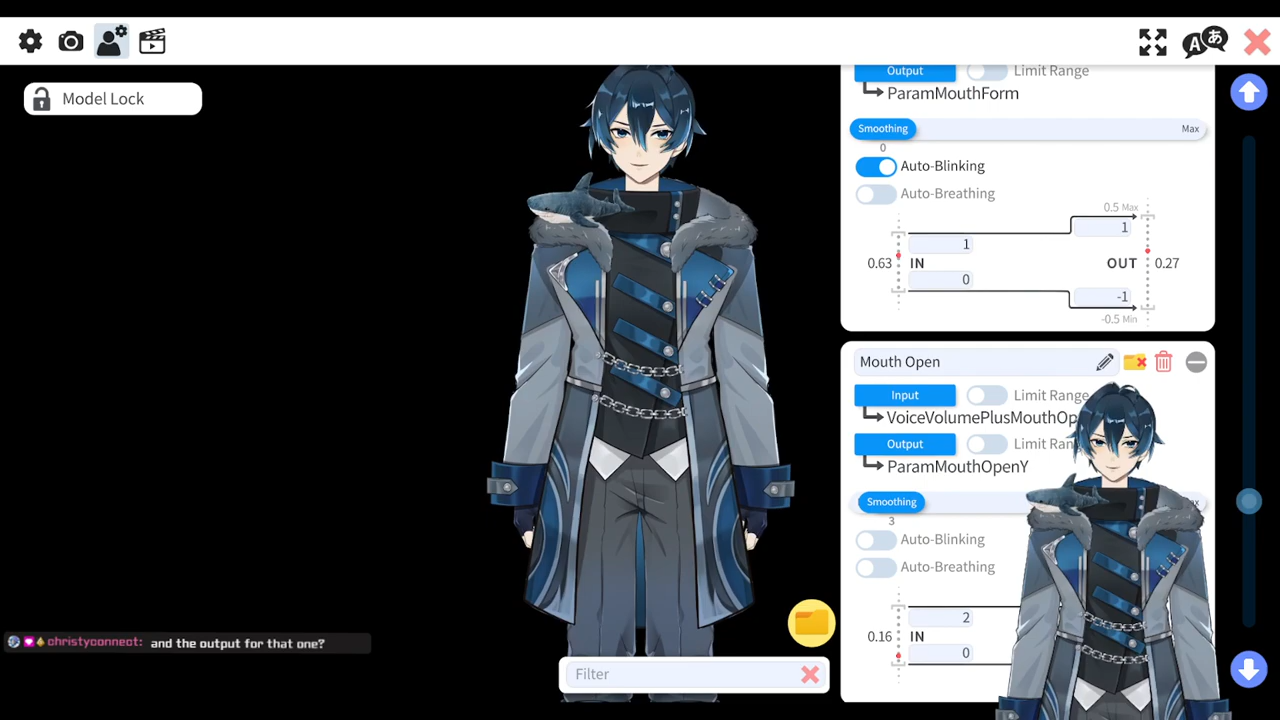 A あ
Model Lock
Output
Limit Range
ParamMouthForm
Smoothing
Max
0
Auto-Blinking
Auto-Breathing
0.5 Max
1
1
0.63
IN
OUT
0.27
0
-1
-0.5 Min
Mouth Open
Input
Limit Range
VoiceVolumePlusMouthOp
Output
Limit Ran
ParamMouthOpenY
Smoothing
3
Auto-Blinking
Auto-Breathing
2
0.16
IN
0
christyconnect: and the output for that one?
Filter